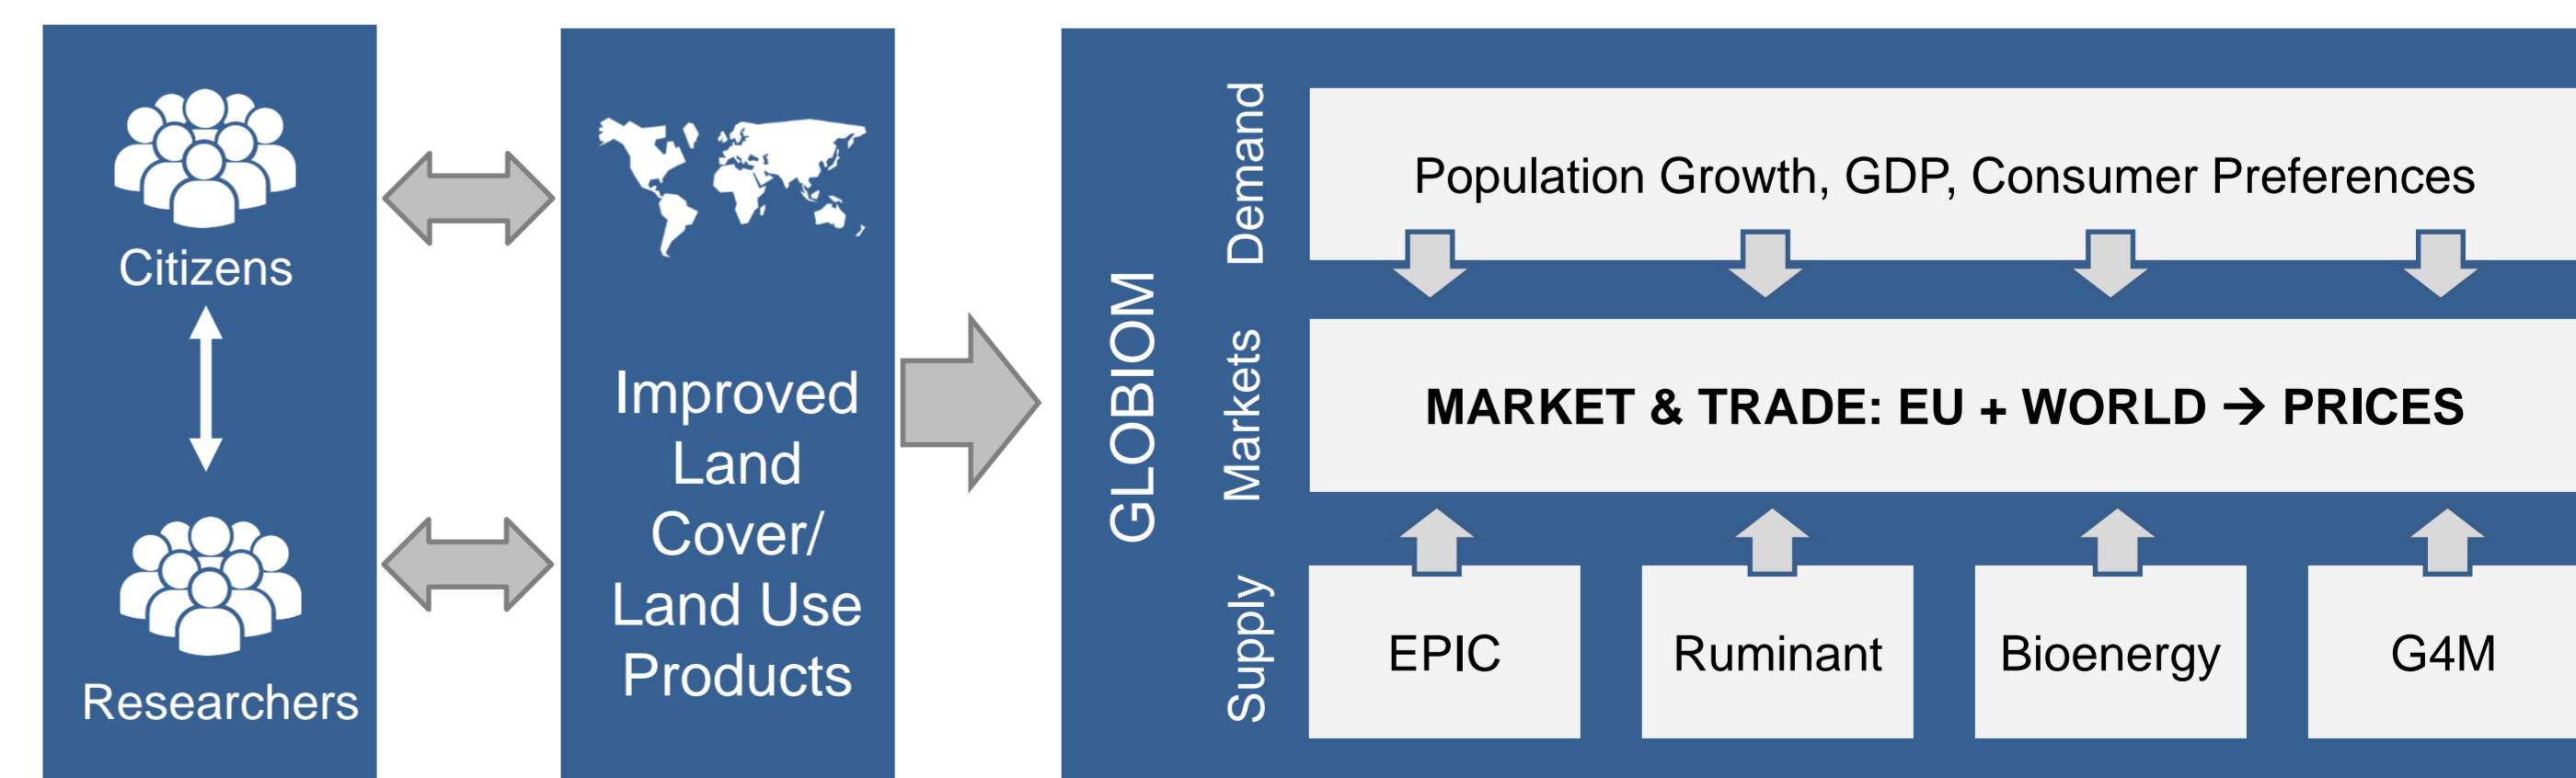 Citizens
Researchers
Improved
Land
Cover/
Land Use
Products
GLOBIOM
Demand
Population Growth, GDP, Consumer Preferences
Markets
MARKET & TRADE: EU + WORLD → PRICES
Supply
EPIC
Ruminant
Bioenergy
G4M